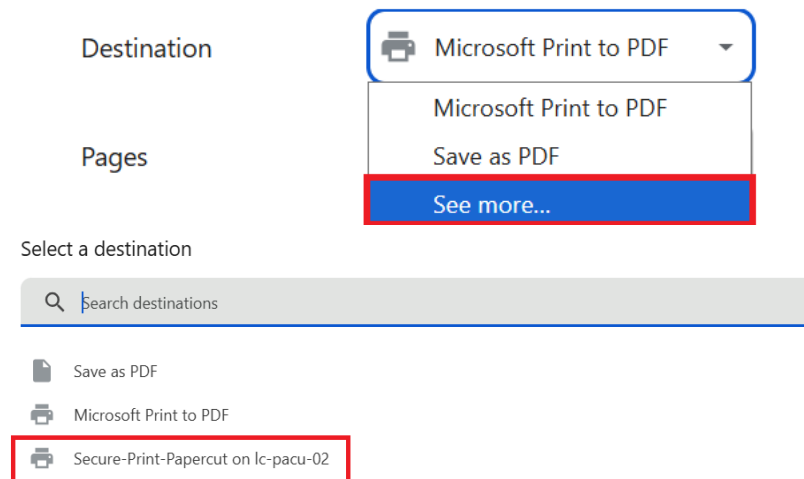 Destination
Microsoft Print to PDF
Microsoft Print to PDF
Pages
Save as PDF
See more...
Select a destination
Search destinations
Save as PDF
Microsoft Print to PDF
Secure-Print-Papercut on lc-pacu-02